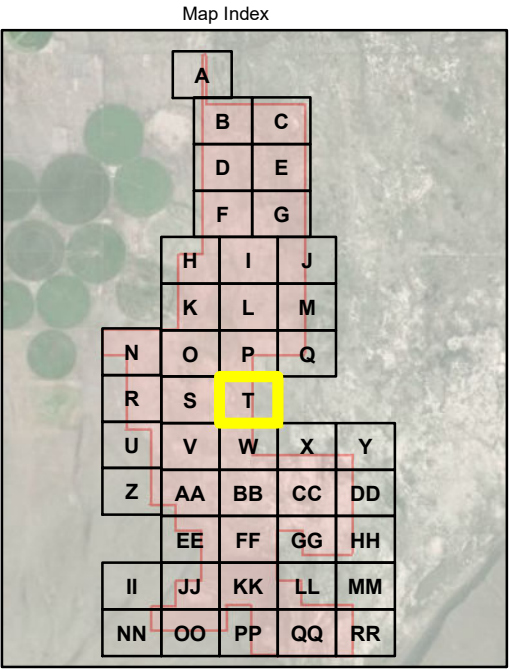 Map Index
A
B C
D E
F G
H I J
K L M
N O P Q
R S T
U V W X Y
Z AA BB CC DD
EE FF GG HH
II JJ KK LL MM
NN OO PP QQ RR